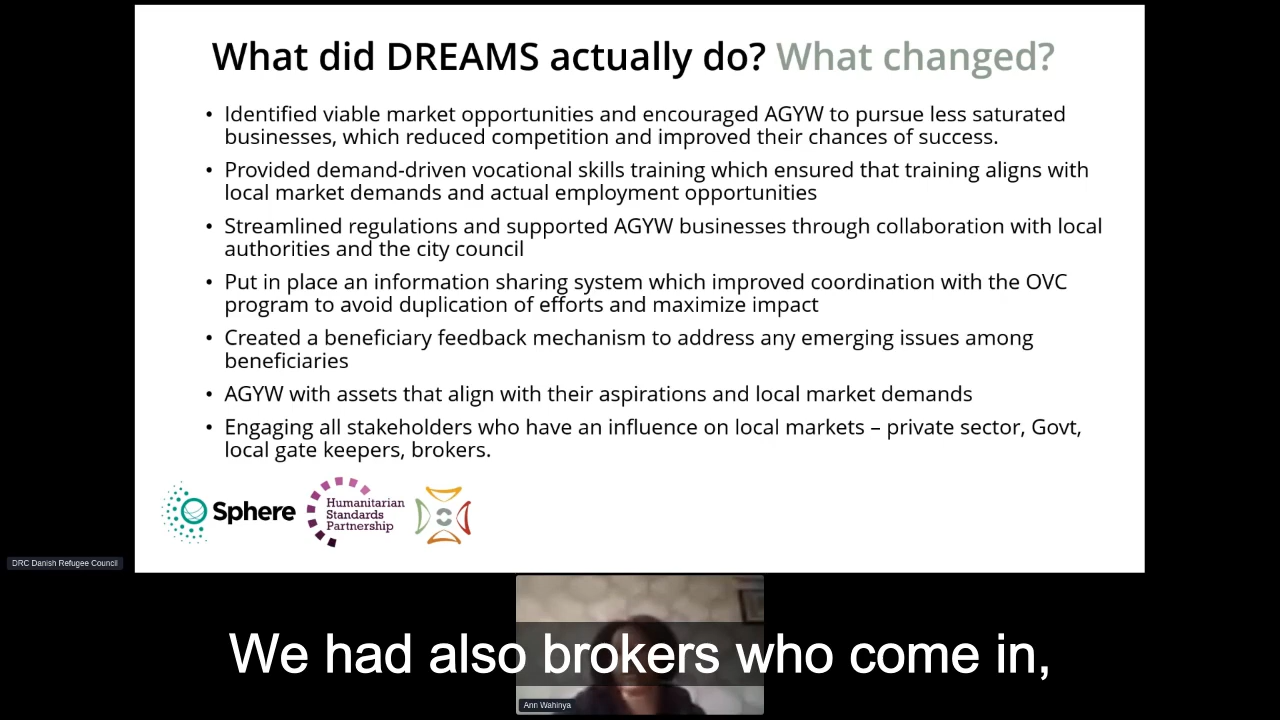 What did DREAMS actually do? What changed?
• Identified viable market opportunities and encouraged AGYW to pursue less saturated
businesses, which reduced competition and improved their chances of success.
• Provided demand-driven vocational skills training which ensured that training aligns with
local market demands and actual employment opportunities
• Streamlined regulations and supported AGYW businesses through collaboration with local
authorities and the city council
• Put in place an information sharing system which improved coordination with the OVC
program to avoid duplication of efforts and maximize impact
• Created a beneficiary feedback mechanism to address any emerging issues among
beneficiaries
• AGYW with assets that align with their aspirations and local market demands
• Engaging all stakeholders who have an influence on local markets – private sector, Govt,
local gate keepers, brokers.
Sphere
Humanitarian
Standards
Partnership
DRC Danish Refugee Council
We had also brokers who come in,
Ann Wahinya